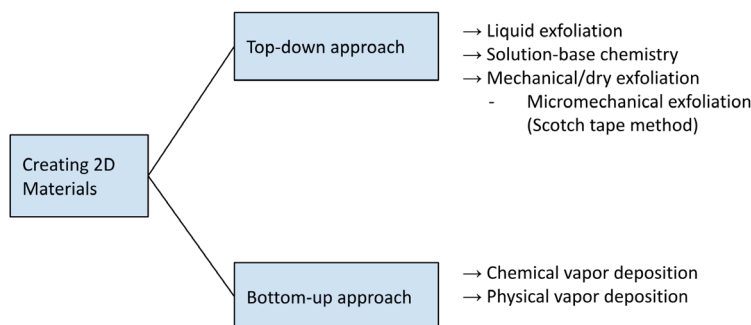 Creating 2D
Materials
Top-down approach
→ Liquid exfoliation
→ Solution-base chemistry
→ Mechanical/dry exfoliation
- Micromechanical exfoliation
(Scotch tape method)
Bottom-up approach
→ Chemical vapor deposition
→ Physical vapor deposition